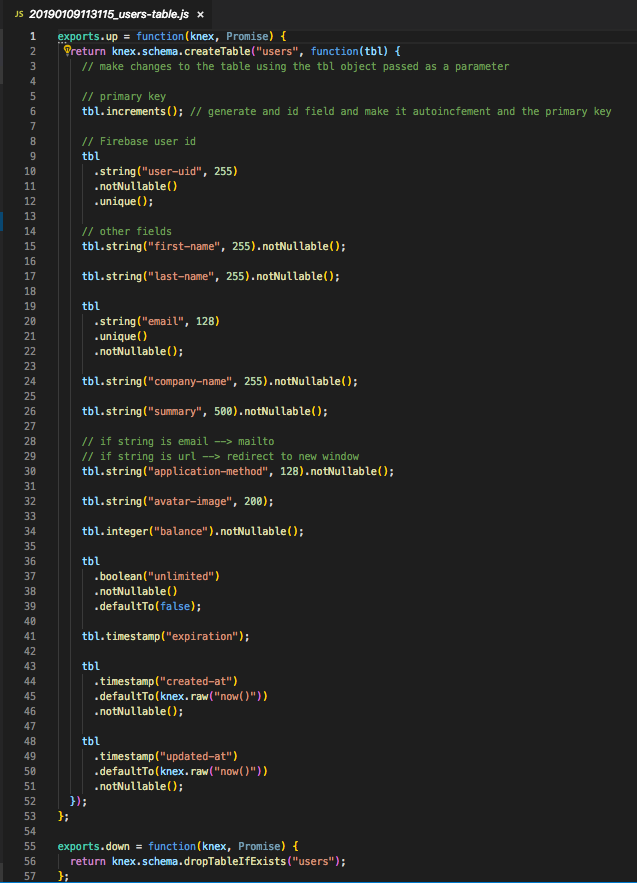 JS 20190109113115_users-table.js ×
1 exports.up = function(knex, Promise) {
2 return knex.schema.createTable("users", function(tbl) {
3 // make changes to the table using the tbl object passed as a parameter
4
5 // primary key
6 tbl.increments(); // generate and id field and make it autoincfement and the primary key
7
8 // Firebase user id
9 tbl
10 .string("user-uid", 255)
11 .notNullable()
12 .unique();
13
14 // other fields
15 tbl.string("first-name", 255).notNullable();
16
17 tbl.string("last-name", 255).notNullable();
18
19 tbl
20 .string("email", 128)
21 .unique()
22 .notNullable();
23
24 tbl.string("company-name", 255).notNullable();
25
26 tbl.string("summary", 500).notNullable();
27
28 // if string is email --> mailto
29 // if string is url --> redirect to new window
30 tbl.string("application-method", 128).notNullable();
31
32 tbl.string("avatar-image", 200);
33
34 tbl.integer("balance").notNullable();
35
36 tbl
37 .boolean("unlimited")
38 .notNullable()
39 .defaultTo(false);
40
41 tbl.timestamp("expiration");
42
43 tbl
44 .timestamp("created-at")
45 .defaultTo(knex.raw("now()"))
46 .notNullable();
47
48 tbl
49 .timestamp("updated-at")
50 .defaultTo(knex.raw("now()"))
51 .notNullable();
52 });
53 };
54
55 exports.down = function(knex, Promise) {
56 return knex.schema.dropTableIfExists("users");
57 };